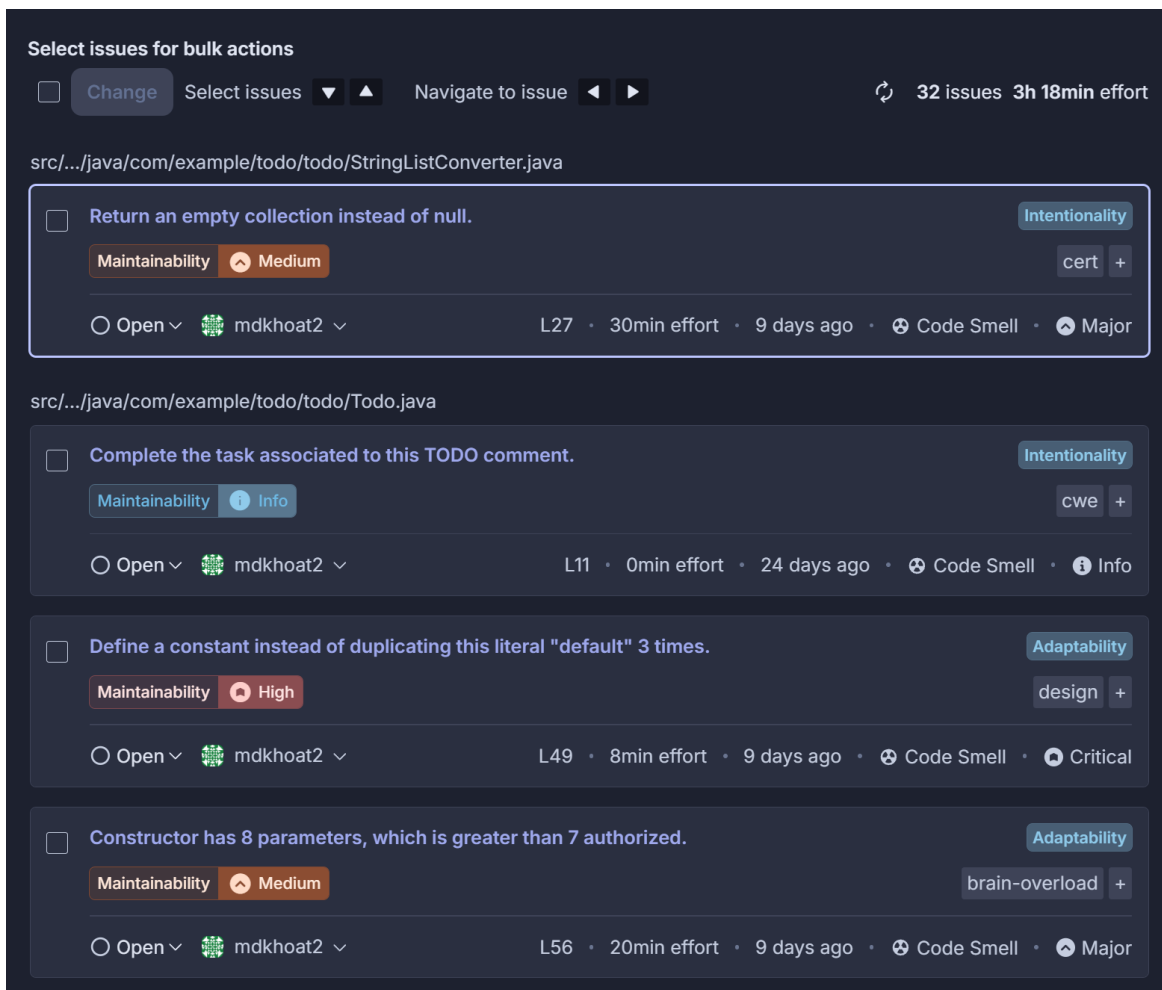 Select issues for bulk actions
Change Select issues Navigate to issue 32 issues 3h 18min effort
src/.../java/com/example/todo/todo/StringListConverter.java
Return an empty collection instead of null. Intentionality
Maintainability Medium cert +
Open mdkhoat2 L27 • 30min effort • 9 days ago • Code Smell • Major
src/.../java/com/example/todo/todo/Todo.java
Complete the task associated to this TODO comment. Intentionality
Maintainability Info cwe +
Open mdkhoat2 L11 • 0min effort • 24 days ago • Code Smell • Info
Define a constant instead of duplicating this literal "default" 3 times. Adaptability
Maintainability High design +
Open mdkhoat2 L49 • 8min effort • 9 days ago • Code Smell • Critical
Constructor has 8 parameters, which is greater than 7 authorized. Adaptability
Maintainability Medium brain-overload +
Open mdkhoat2 L56 • 20min effort • 9 days ago • Code Smell • Major